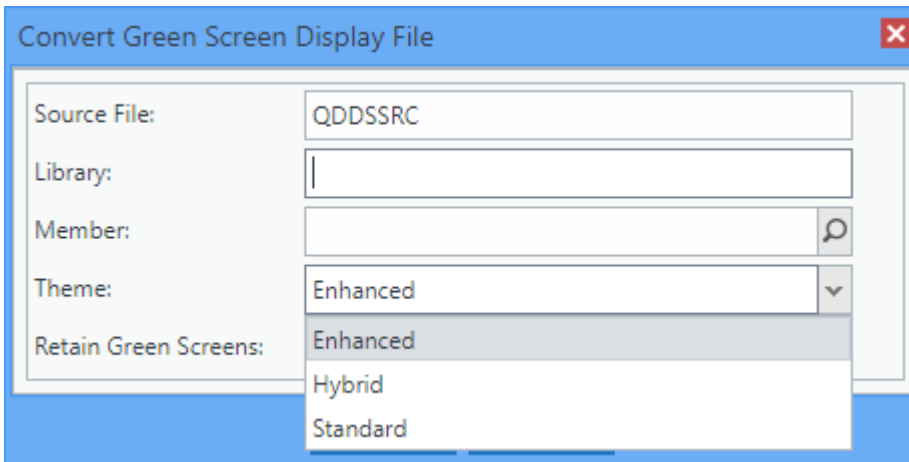 Convert Green Screen Display File
Source File: QDDSSRC
Library:
Member:
Theme: Enhanced
Retain Green Screens: Enhanced
Hybrid
Standard